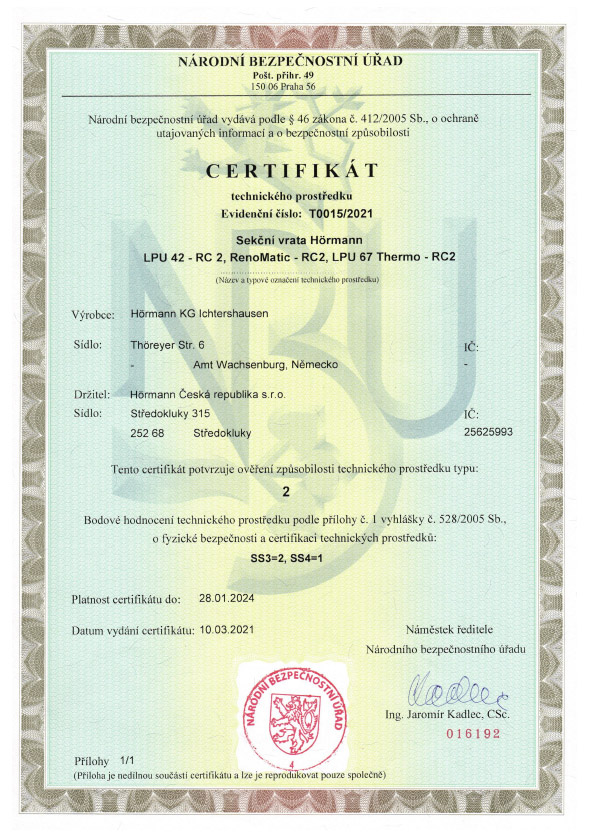 NÁRODNÍ BEZPEČNOSTNÍ ÚŘAD
Pošt. přihr. 49
150 06 Praha 56
Národní bezpečnostní úřad vydává podle § 46 zákona č. 412/2005 Sb., o ochraně
utajovaných informací a o bezpečnostní způsobilosti
CERTIFIKÁT
technického prostředku
Evidenční číslo: T0015/2021
Sekční vrata Hörmann
LPU 42 - RC 2, RenoMatic - RC2, LPU 67 Thermo - RC2
(Název a typové označení technického prostředku)
Výrobce: Hörmann KG Ichtershausen
Sídlo: Thöreyer Str. 6 IČ:
- Amt Wachsenburg, Německo -
Držitel: Hörmann Česká republika s.r.o.
Sídlo: Středokluky 315 IČ:
252 68 Středokluky 25625993
Tento certifikát potvrzuje ověření způsobilosti technického prostředku typu:
2
Bodové hodnocení technického prostředku podle přílohy č. 1 vyhlášky č. 528/2005 Sb.,
o fyzické bezpečnosti a certifikaci technických prostředků:
SS3=2, SS4=1
Platnost certifikátu do: 28.01.2024
Datum vydání certifikátu: 10.03.2021
Náměstek ředitele
Národního bezpečnostního úřadu
NÁRODNÍ BEZPEČNOSTNÍ ÚŘAD
4
Ing. Jaromír Kadlec, CSc.
016192
Přílohy 1/1
(Příloha je nedílnou součástí certifikátu a lze je reprodukovat pouze společně)
NBÚ